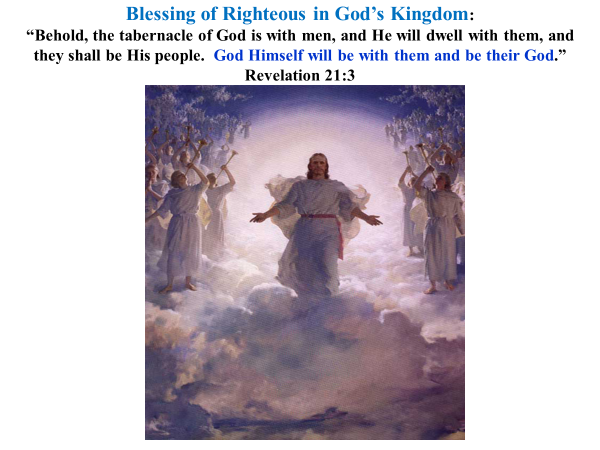 Blessing of Righteous in God’s Kingdom:
“Behold, the tabernacle of God is with men, and He will dwell with them, and
they shall be His people.  God Himself will be with them and be their God.”
Revelation 21:3